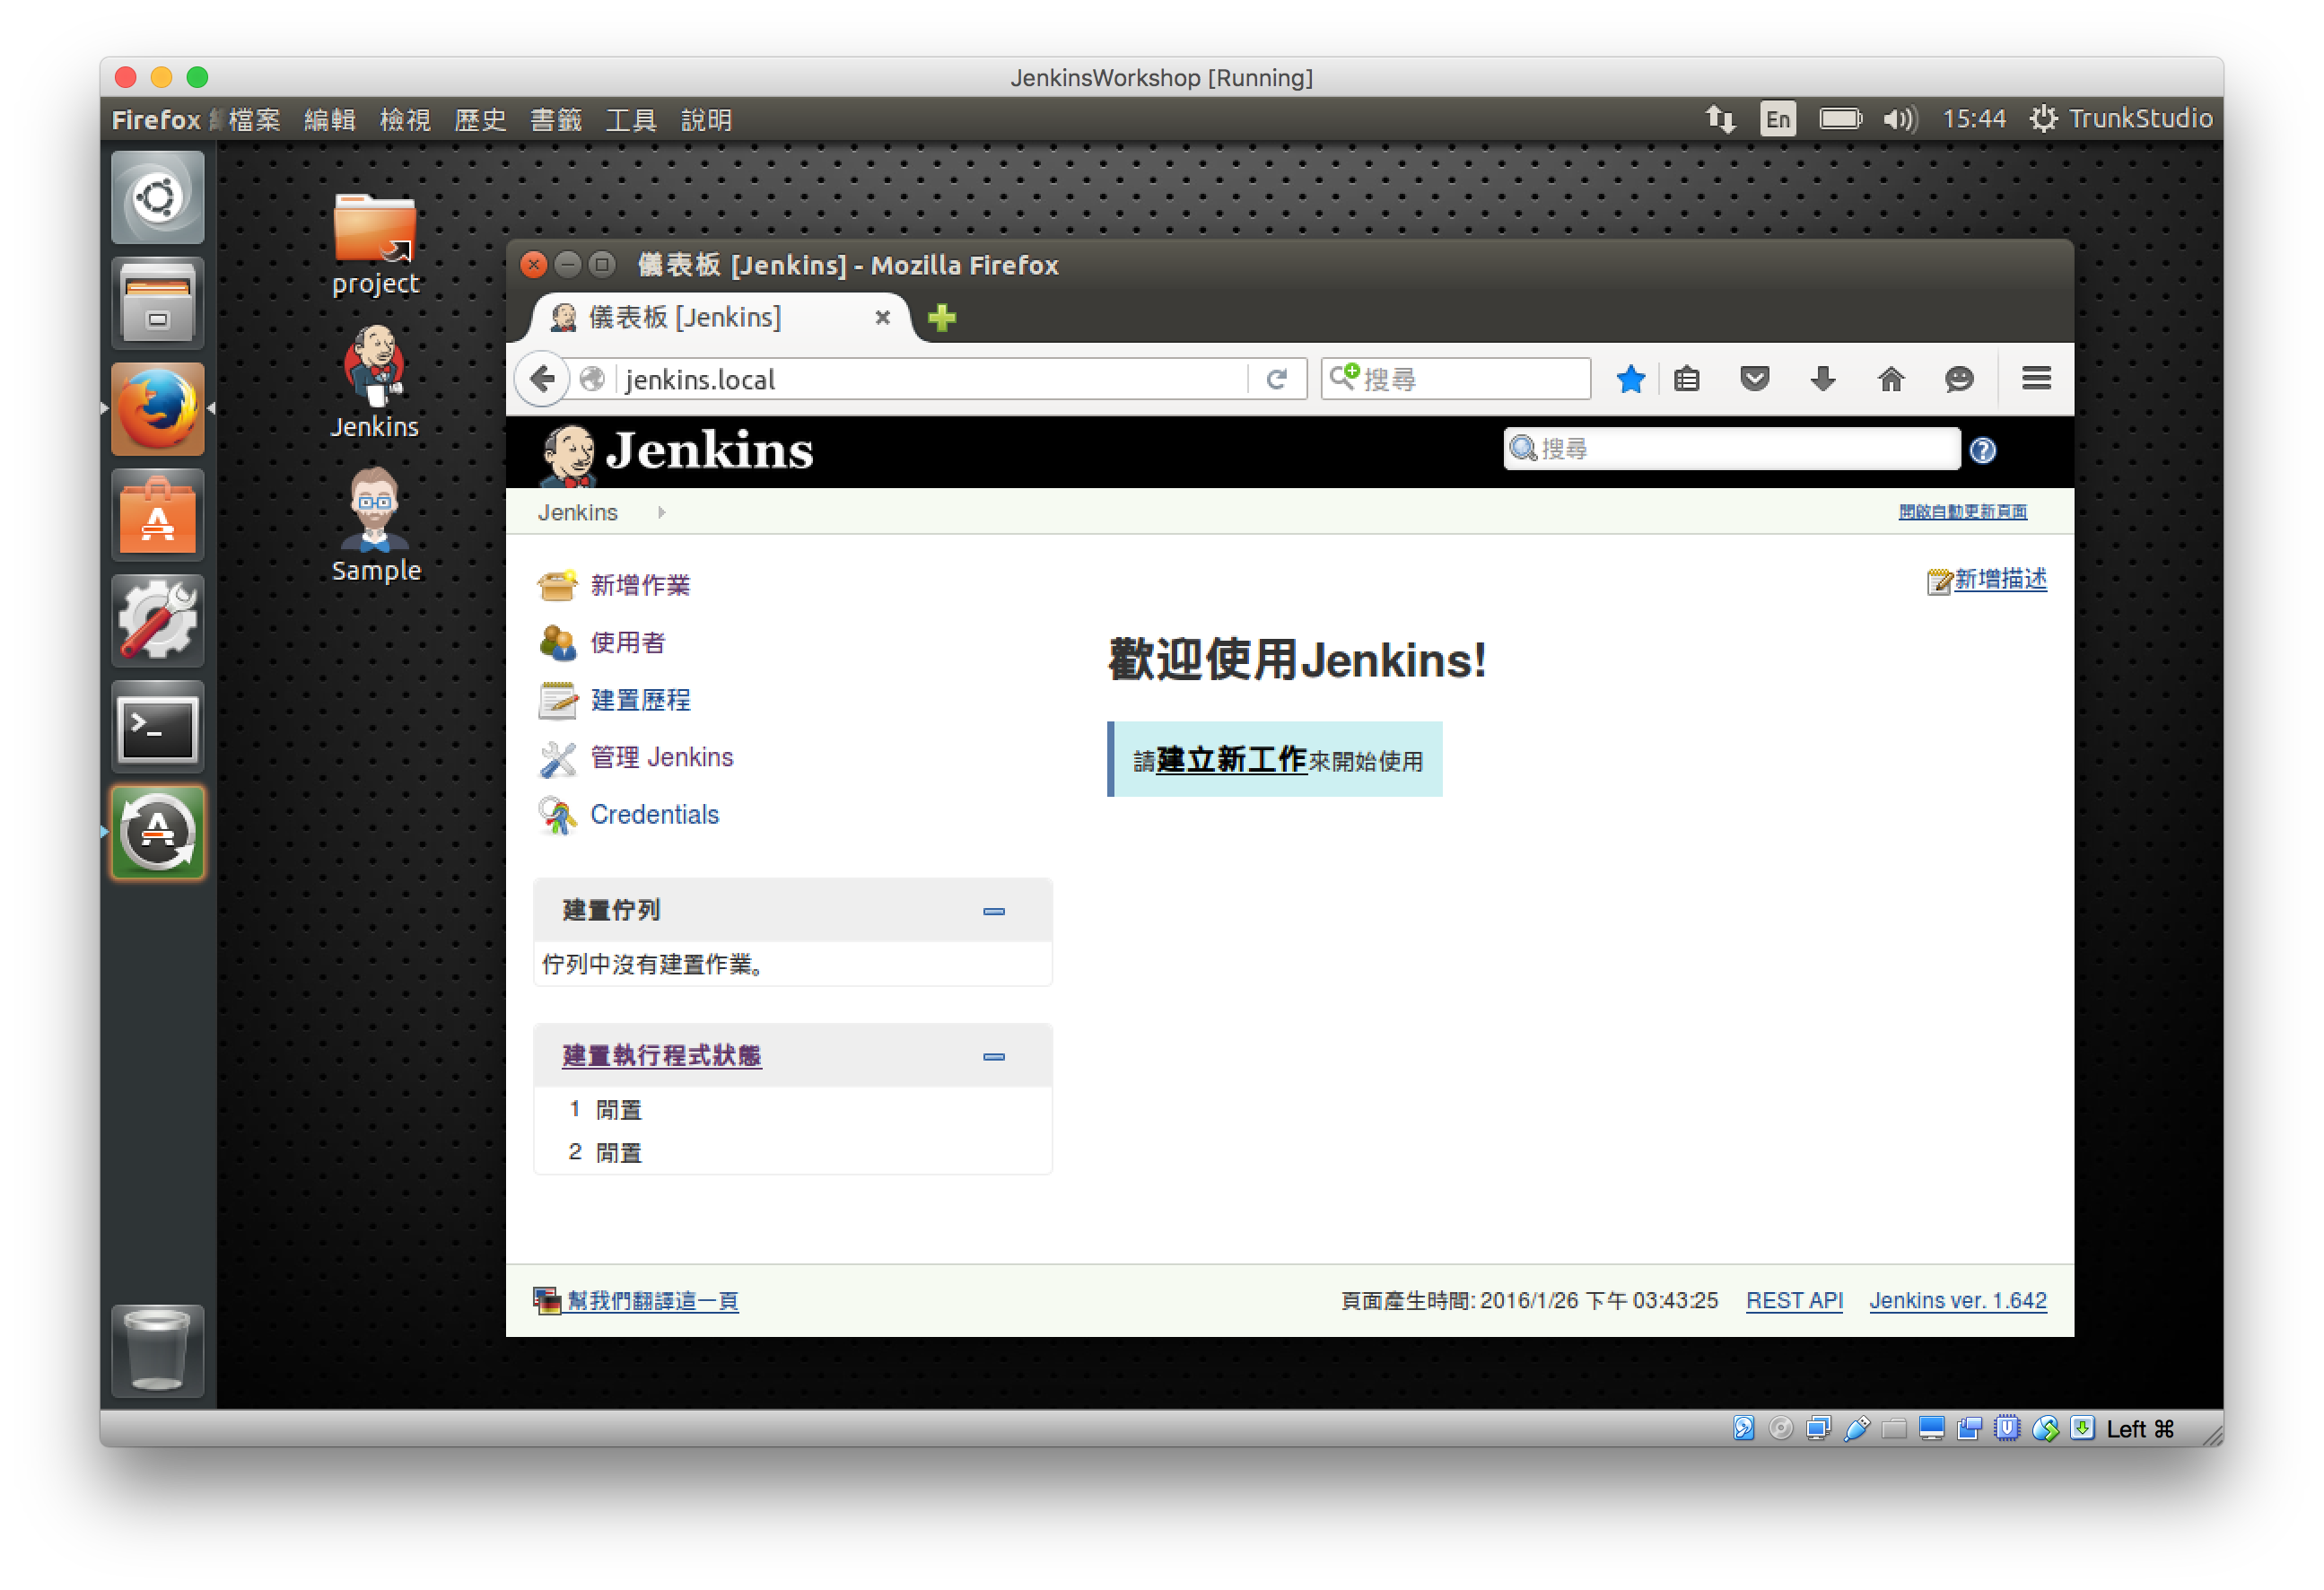 JenkinsWorkshop [Running]
Firefox 檔案 編輯 檢視 歷史 書籤 工具 說明
En 15:44 TrunkStudio
project
Jenkins
Sample
儀表板 [Jenkins] - Mozilla Firefox
儀表板 [Jenkins]
jenkins.local
搜尋
Jenkins
搜尋
Jenkins
開啟自動更新頁面
新增作業
使用者
建置歷程
管理 Jenkins
Credentials
新增描述
歡迎使用Jenkins!
請建立新工作來開始使用
建置佇列
佇列中沒有建置作業。
建置執行程式狀態
1 閒置
2 閒置
幫我們翻譯這一頁
頁面產生時間: 2016/1/26 下午 03:43:25 REST API Jenkins ver. 1.642
Left ⌘